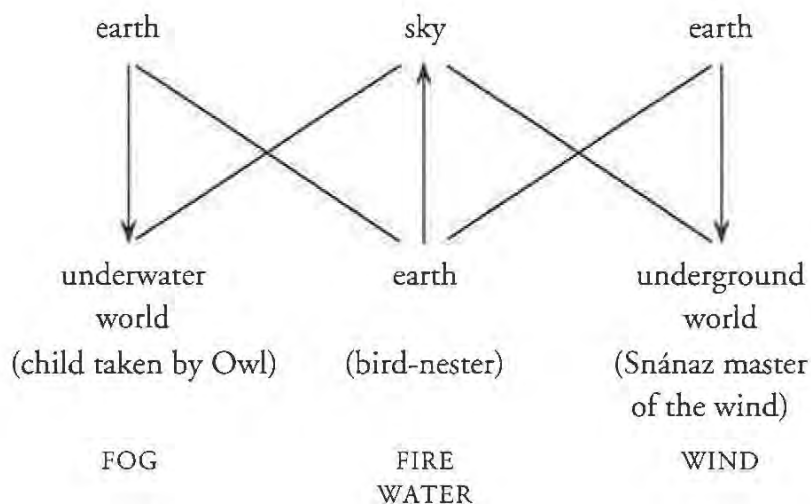 earth sky earth
underwater earth underground
world world
(child taken by Owl) (bird-nester) (Snánaz master
of the wind)
FOG FIRE WIND
WATER